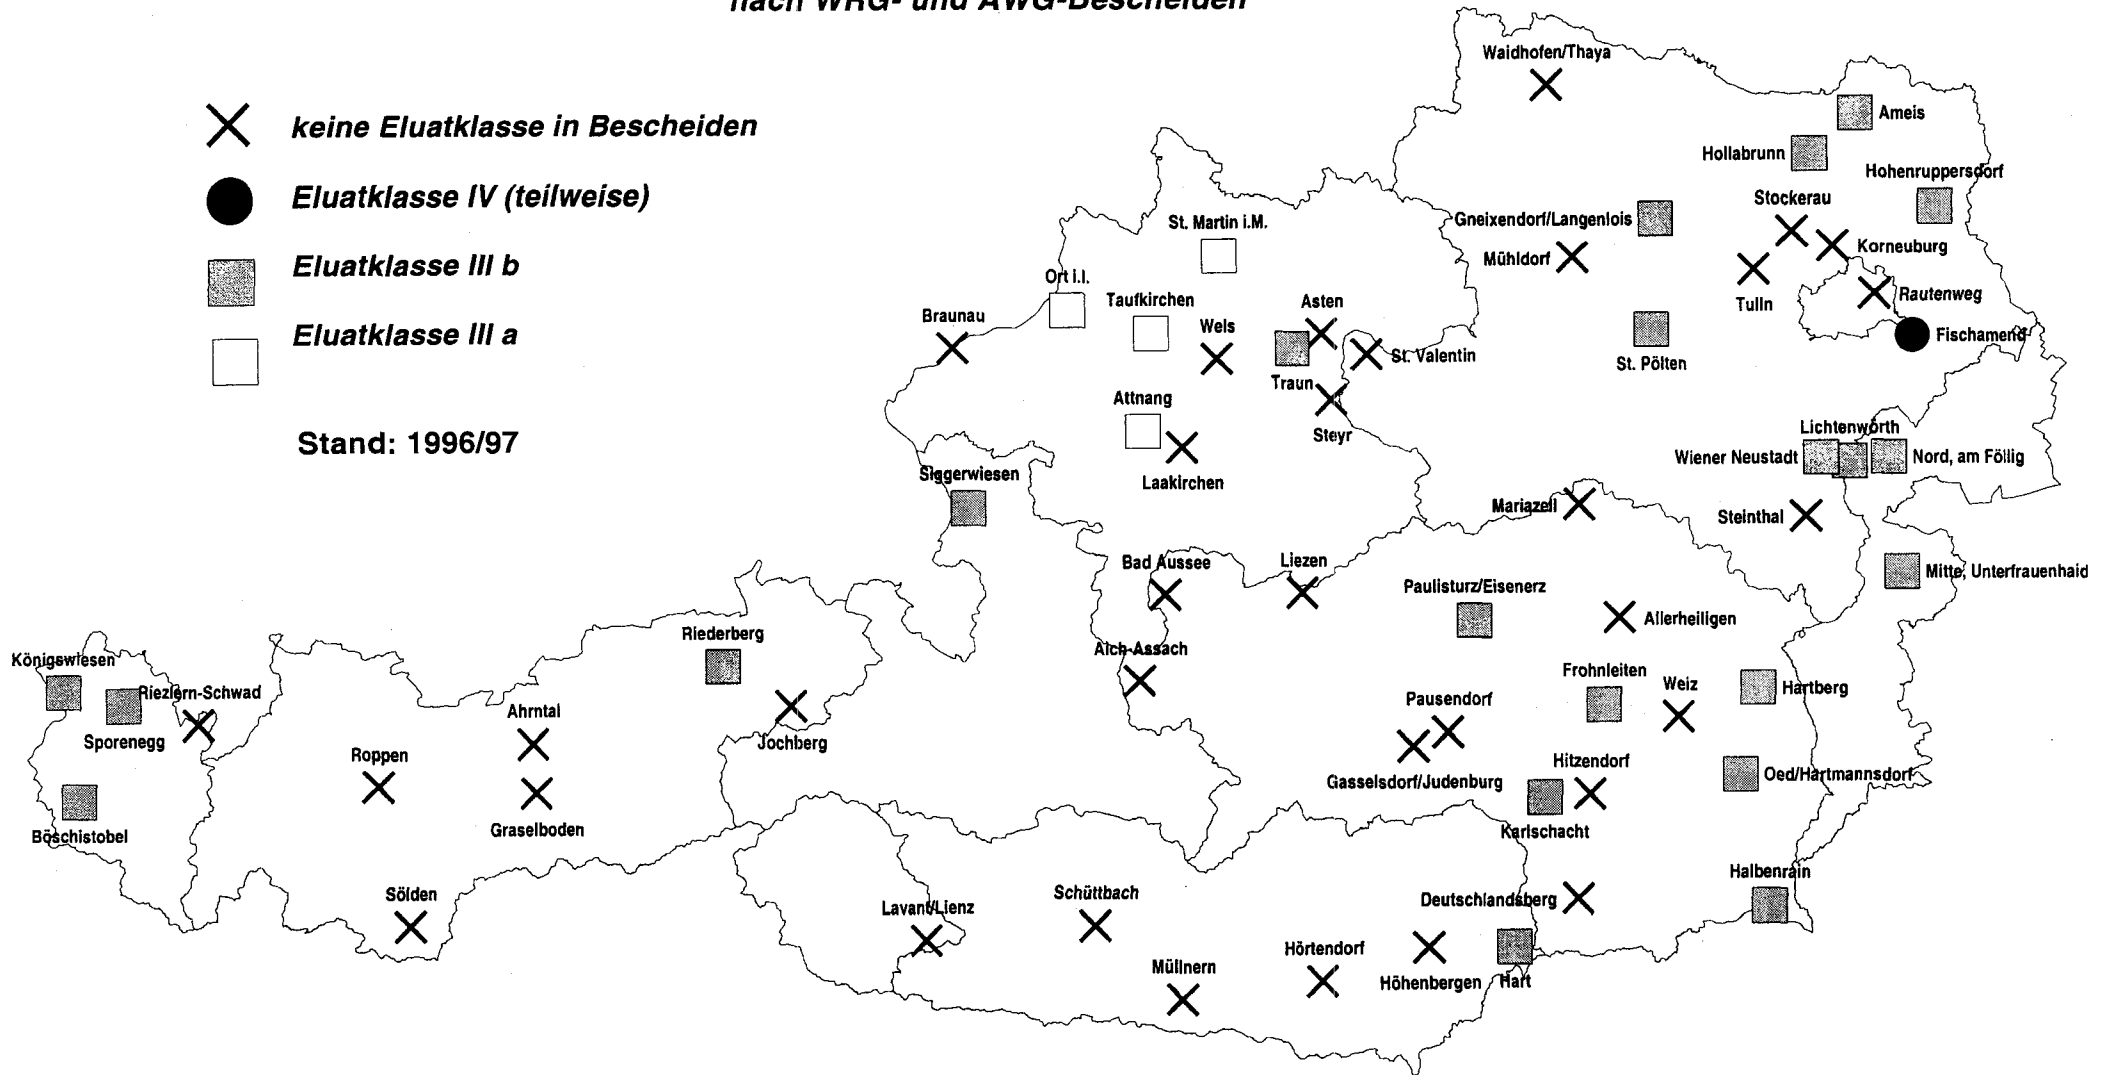 nach WRG- und AWG-Bescheiden
keine Eluatklasse in Bescheiden
Eluatklasse IV (teilweise)
Eluatklasse III b
Eluatklasse III a
Stand: 1996/97
Waidhofen/Thaya
Ameis
Hollabrunn
Hohenruppersdorf
Stockerau
Gneixendorf/Langenlois
St. Martin i.M.
Korneuburg
Mühldorf
Ort i.I.
Taufkirchen
Asten
Tulln
Rautenweg
Braunau
Wels
Fischamend
St. Valentin
St. Pölten
Traun
Attnang
Steyr
Lichtenwörth
Wiener Neustadt
Nord, am Föllig
Siggerwiesen
Laakirchen
Mariazell
Steinthal
Bad Aussee
Liezen
Mitte, Unterfrauenhaid
Paulisturz/Eisenerz
Allerheiligen
Riederberg
Aich-Assach
Königswiesen
Frohnleiten
Weiz
Hartberg
Riezlern-Schwad
Pausendorf
Ahrntal
Sporenegg
Jochberg
Roppen
Hitzendorf
Oed/Hartmannsdorf
Gasselsdorf/Judenburg
Graselboden
Karlschacht
Böschistobel
Halbenrain
Sölden
Schüttbach
Deutschlandsberg
Lavant/Lienz
Hörtendorf
Müllnern
Höhenbergen
Hart